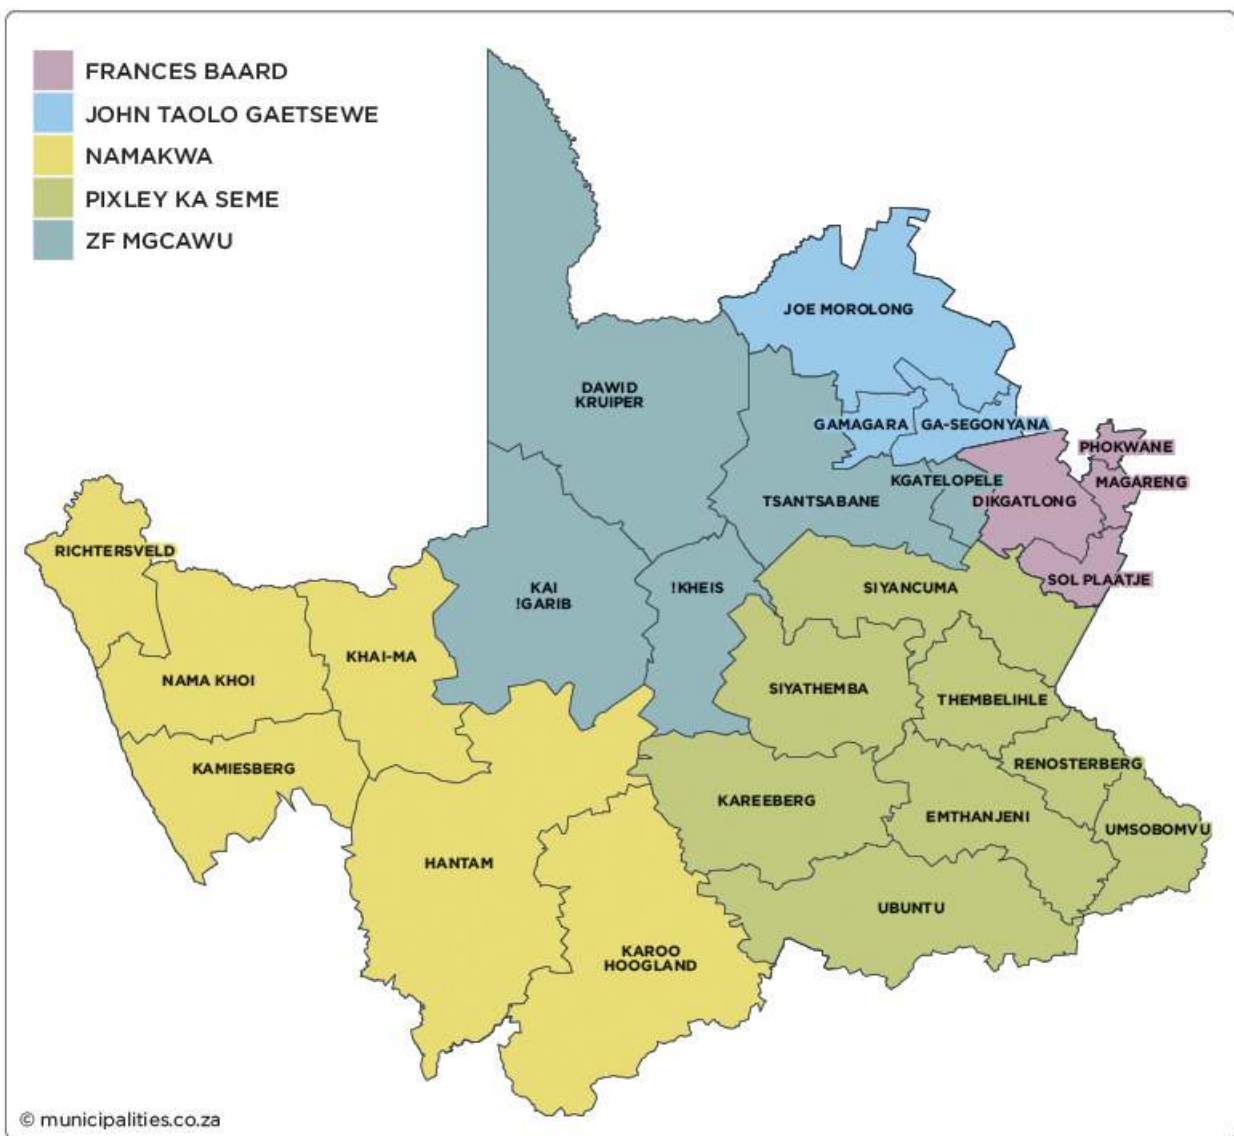 FRANCES BAARD
JOHN TAOLO GAETSEWE
NAMAKWA
PIXLEY KA SEME
ZF MGCAWU
JOE MOROLONG
DAWID
KRUIPER
GAMAGARA
GA-SEGONYANA
PHOKWANE
KGATELOPELE
MAGARENG
TSANTSABANE
DIKGATLONG
RICHTERSVELD
SOL PLAATJE
KAI
!GARIB
!KHEIS
SIYANCUMA
KHAI-MA
NAMA KHOI
SIYATHEMBA
THEMBELIHLE
KAMIESBERG
RENOSTERBERG
KAREEBERG
EMTHANJENI
UMSOBOMVU
HANTAM
UBUNTU
KAROO
HOOGLAND
© municipalities.co.za